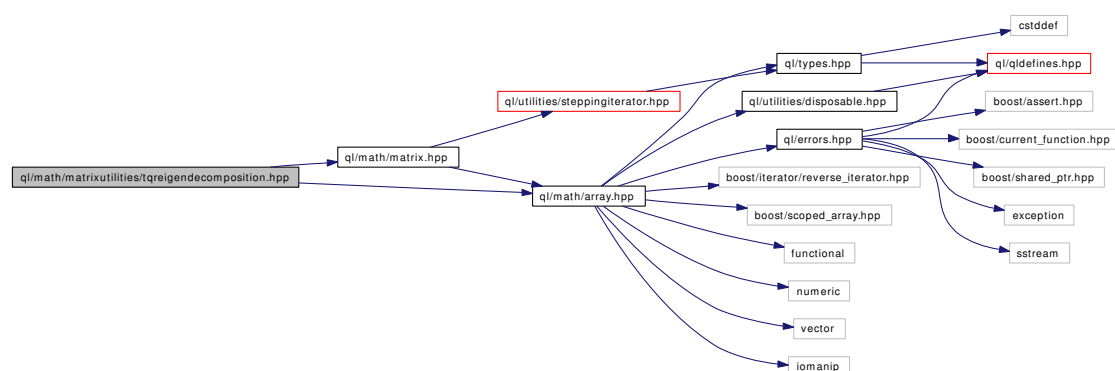 cstddef
ql/types.hpp
ql/qldefines.hpp
ql/utilities/steppingiterator.hpp
ql/utilities/disposable.hpp
boost/assert.hpp
ql/errors.hpp
boost/current_function.hpp
ql/math/matrix.hpp
ql/math/matrixutilities/tqreigendecomposition.hpp
boost/iterator/reverse_iterator.hpp
boost/shared_ptr.hpp
ql/math/array.hpp
boost/scoped_array.hpp
exception
functional
sstream
numeric
vector
iomanip